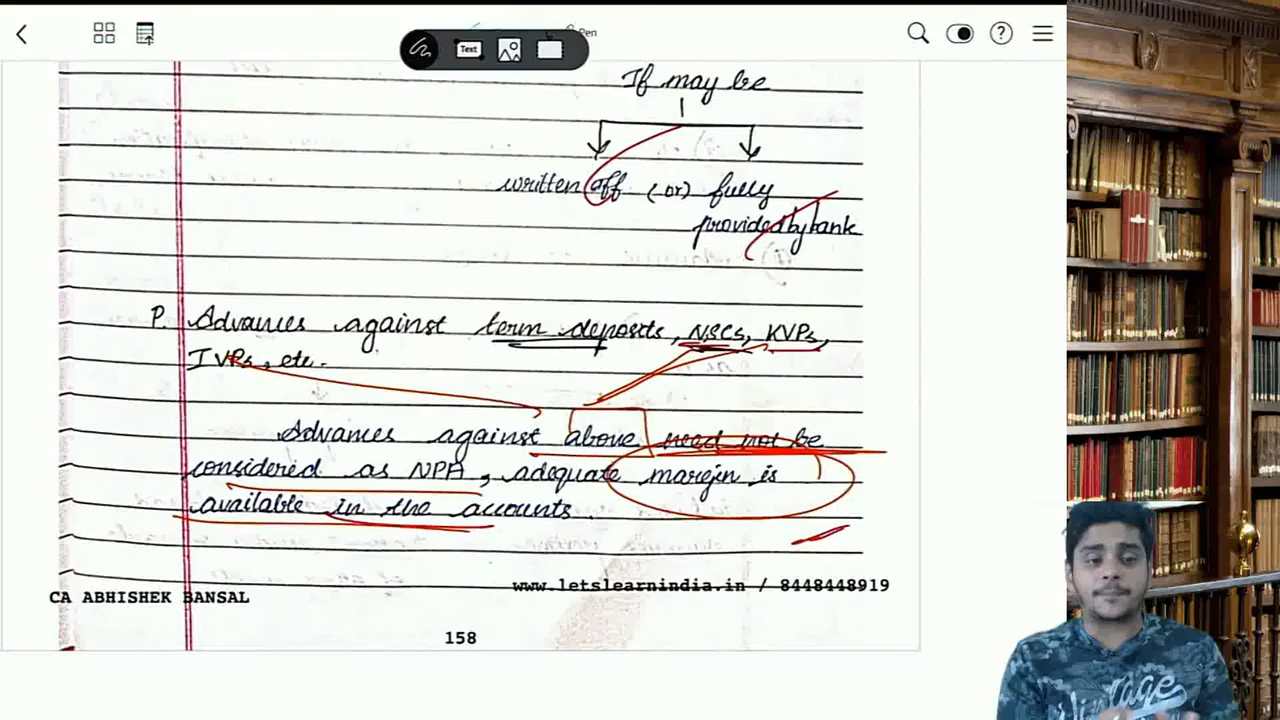 Pen
Text
If may be
written off (or) fully
provided by bank
P. Advances against term deposits, NSCs, KVPs,
IVPs, etc.
Advances against above need not be
considered as NPA, adequate margin is
available in the accounts.
www.letslearnindia.in / 8448448919
CA ABHISHEK BANSAL
158